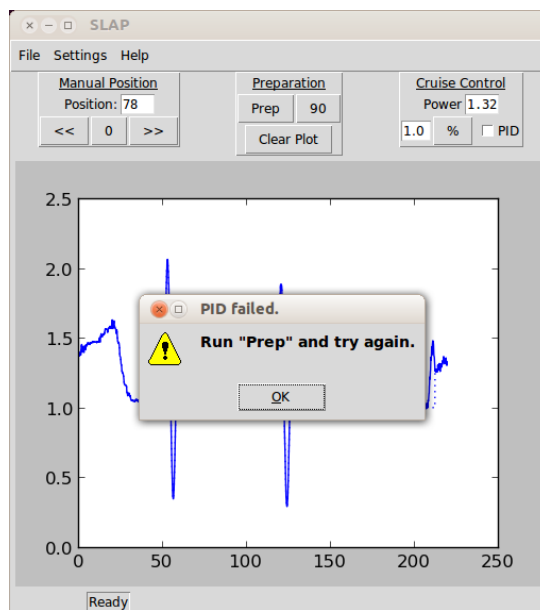 SLAP
File Settings Help
Manual Position
Position: 78
<< 0 >>
Preparation
Prep 90
Clear Plot
Cruise Control
Power 1.32
1.0 % PID
2.5
2.0
1.5
1.0
0.5
0.0
0 50 100 150 200 250
PID failed.
Run "Prep" and try again.
OK
Ready